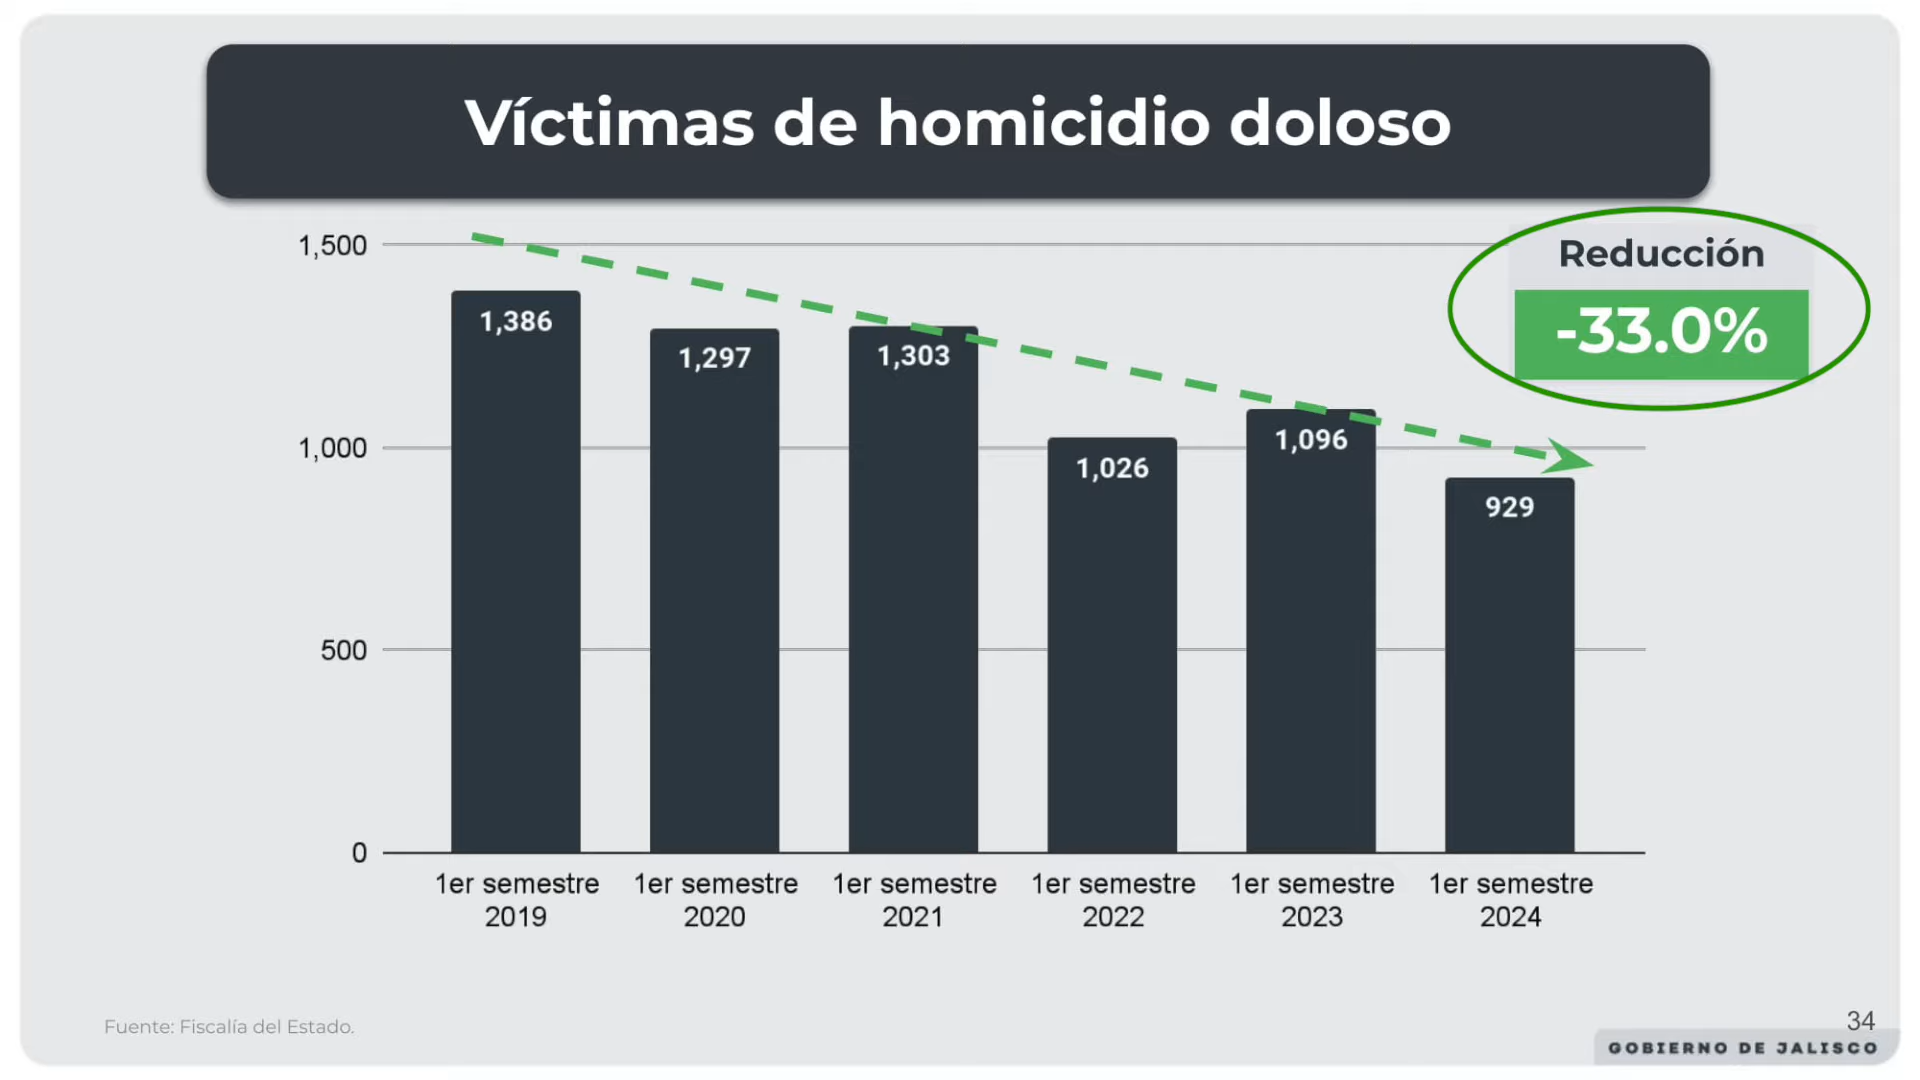 Víctimas de homicidio doloso
Reducción
-33.0%
1,500
1,000
500
0
1,386
1,297
1,303
1,026
1,096
929
1er semestre 1er semestre 1er semestre 1er semestre 1er semestre 1er semestre
2019 2020 2021 2022 2023 2024
Fuente: Fiscalía del Estado.
34
GOBIERNO DE JALISCO